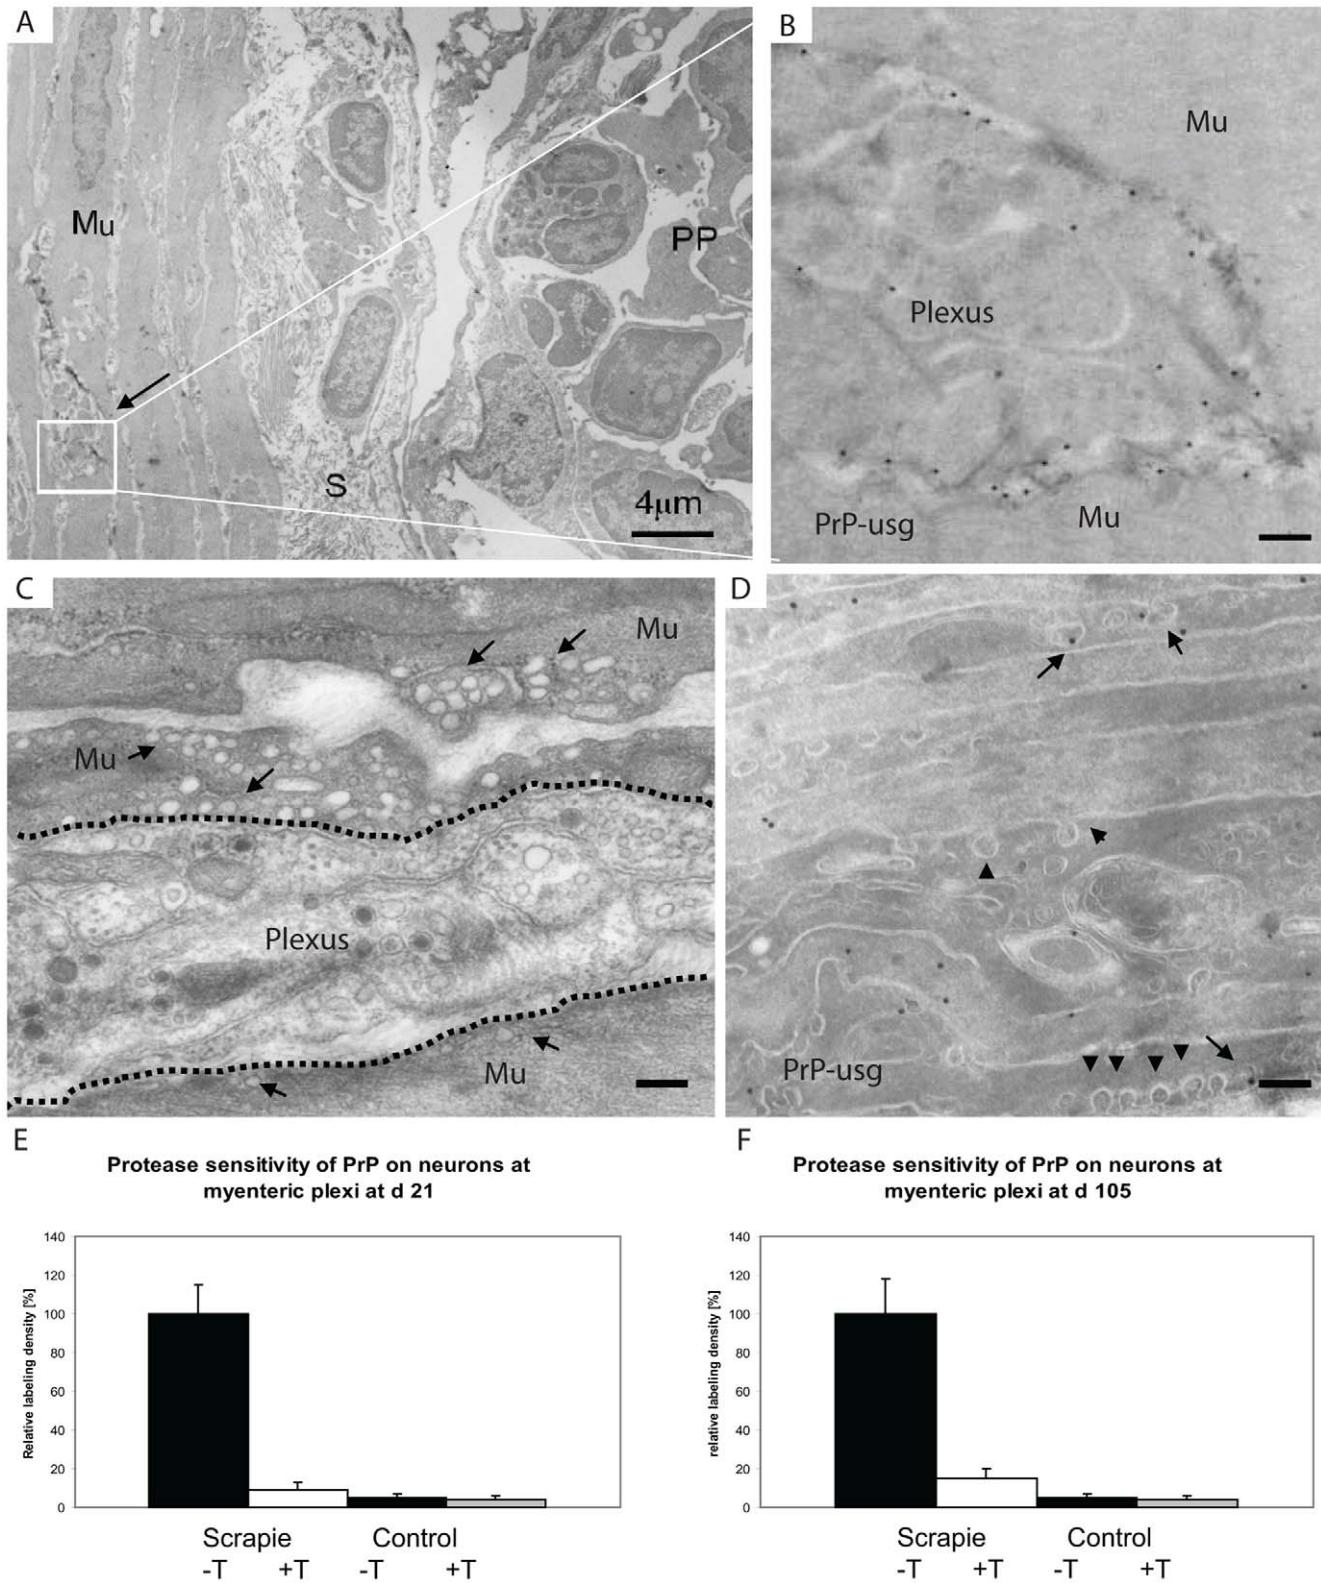 A
Mu
PP
S
4μm
B
Mu
Plexus
PrP-usg
Mu
C
Mu
Mu
Plexus
Mu
D
PrP-usg
E
Protease sensitivity of PrP on neurons at
myenteric plexi at d 21
Relative labeling density [%]
140
120
100
80
60
40
20
0
Scrapie Control
-T +T -T +T
F
Protease sensitivity of PrP on neurons at
myenteric plexi at d 105
relative labeling density [%]
140
120
100
80
60
40
20
0
Scrapie Control
-T +T -T +T